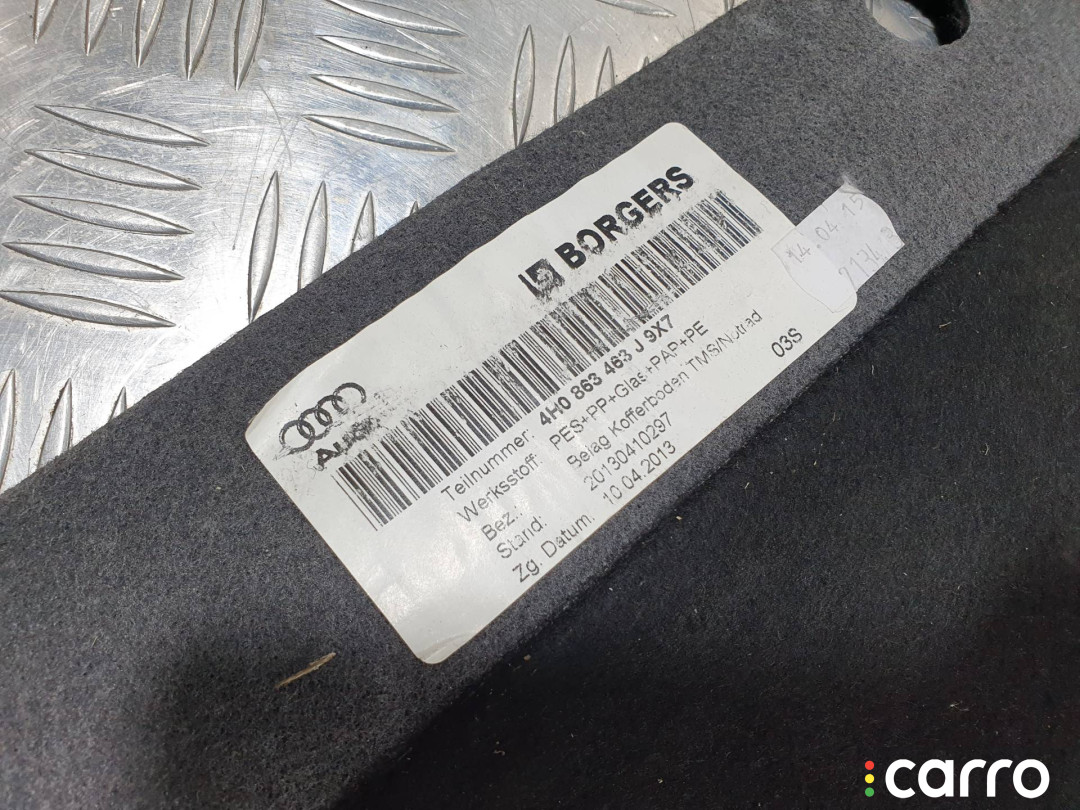 BORGERS
Audi
Teilnummer: 4H0 863 463 J 9X7
Werksstoff: PES+PP+Glas+PAP+PE
Bez.: Belag Kofferboden TMS/Notrad
Stand: 20130410297
Zg. Datum: 10.04.2013
03S
14.04 15
carro